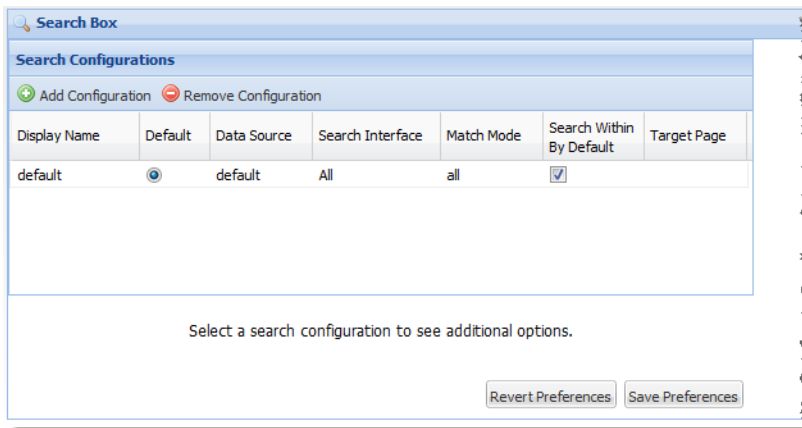 Search Box
Search Configurations
Add Configuration Remove Configuration
Display Name Default Data Source Search Interface Match Mode Search Within By Default Target Page
default default All all
Select a search configuration to see additional options.
Revert Preferences Save Preferences